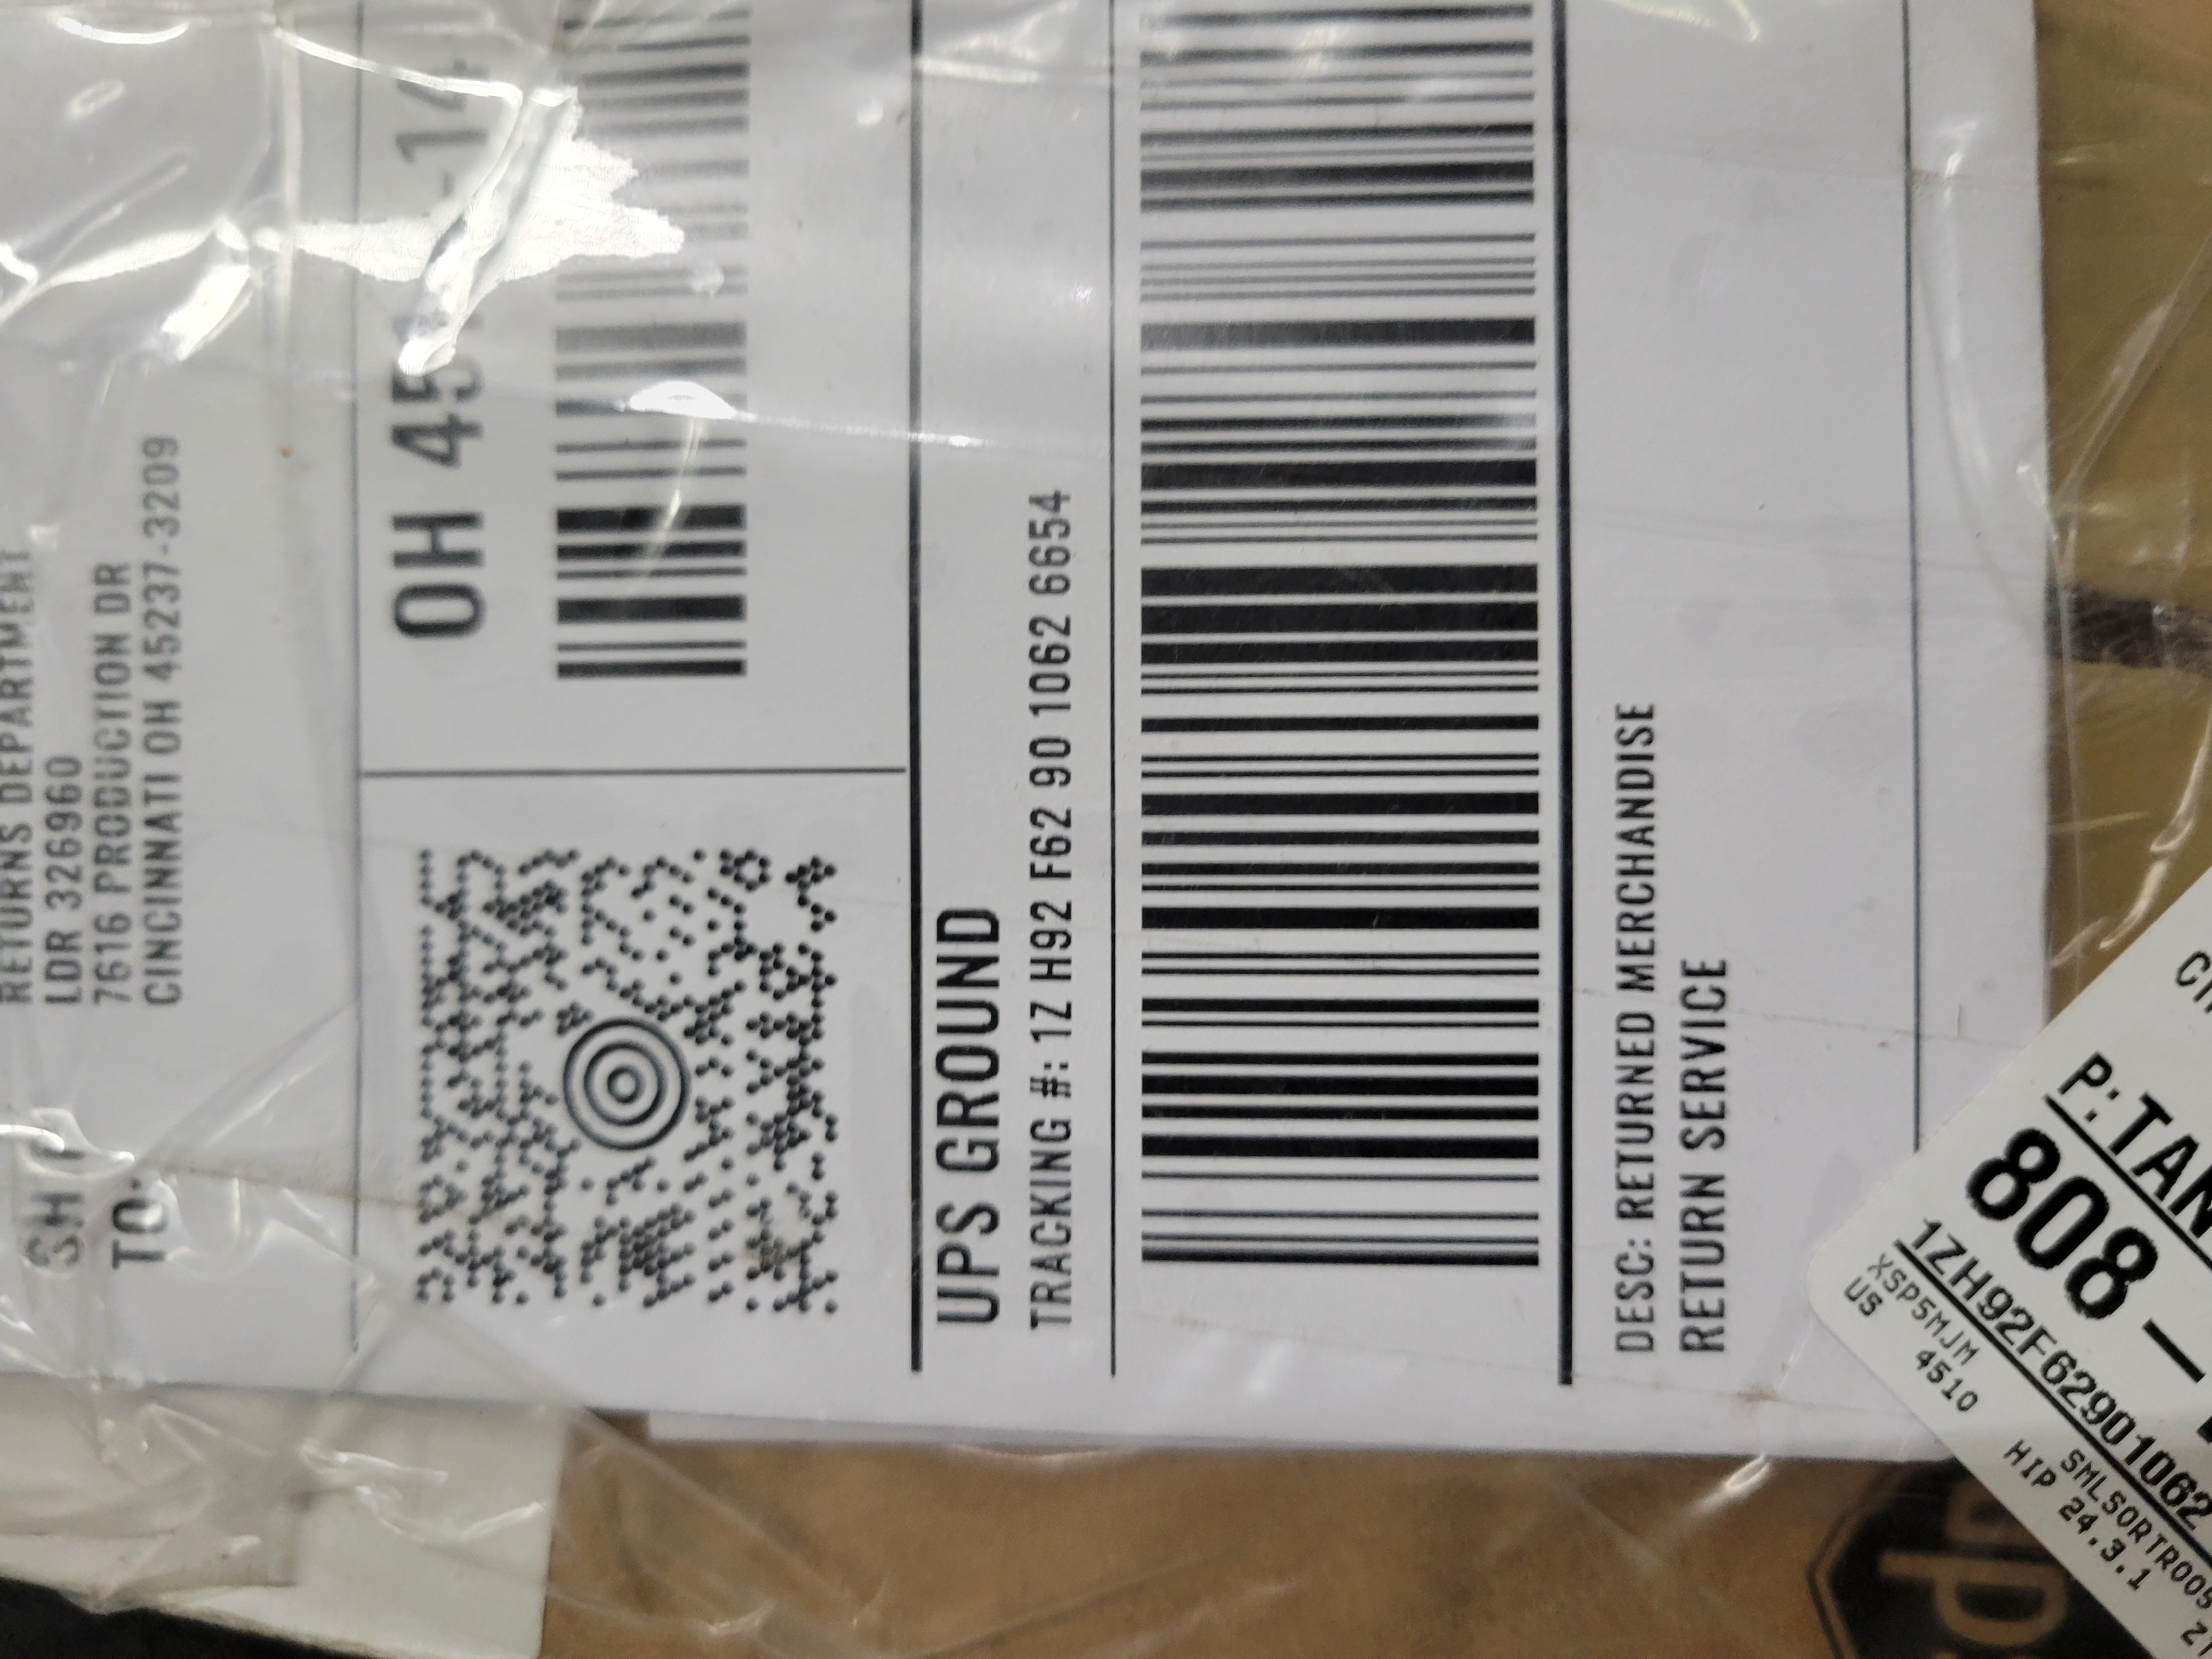 RETURNS DEPARTMENT
LDR 3269960
7616 PRODUCTION DR
CINCINNATI OH 45237-3209
TO:
OH 45
UPS GROUND
TRACKING #: 1Z H92 F62 90 1062 6654
DESC: RETURNED MERCHANDISE
RETURN SERVICE
P: TAN
808 –
1ZH92F62901062
XSP5MJM SMLSORTR005
US 4510 HIP 24.3.1
ups